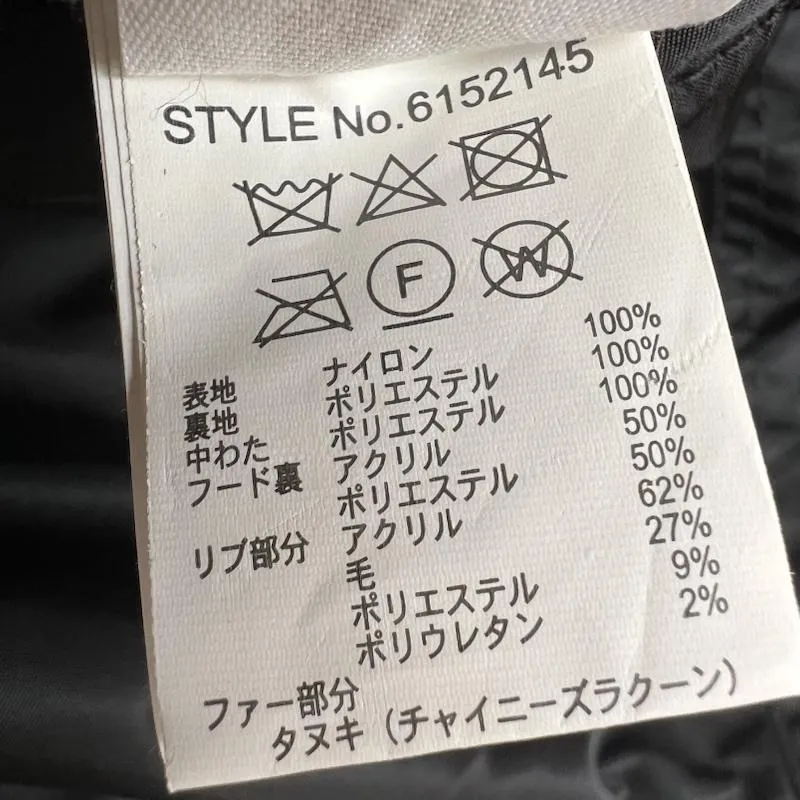 STYLE No.6152145
F
W
表地 ナイロン 100%
裏地 ポリエステル 100%
中わた ポリエステル 100%
フード裏 アクリル 50%
ポリエステル 50%
リブ部分 アクリル 62%
毛 27%
ポリエステル 9%
ポリウレタン 2%
ファー部分
タヌキ（チャイニーズラクーン）